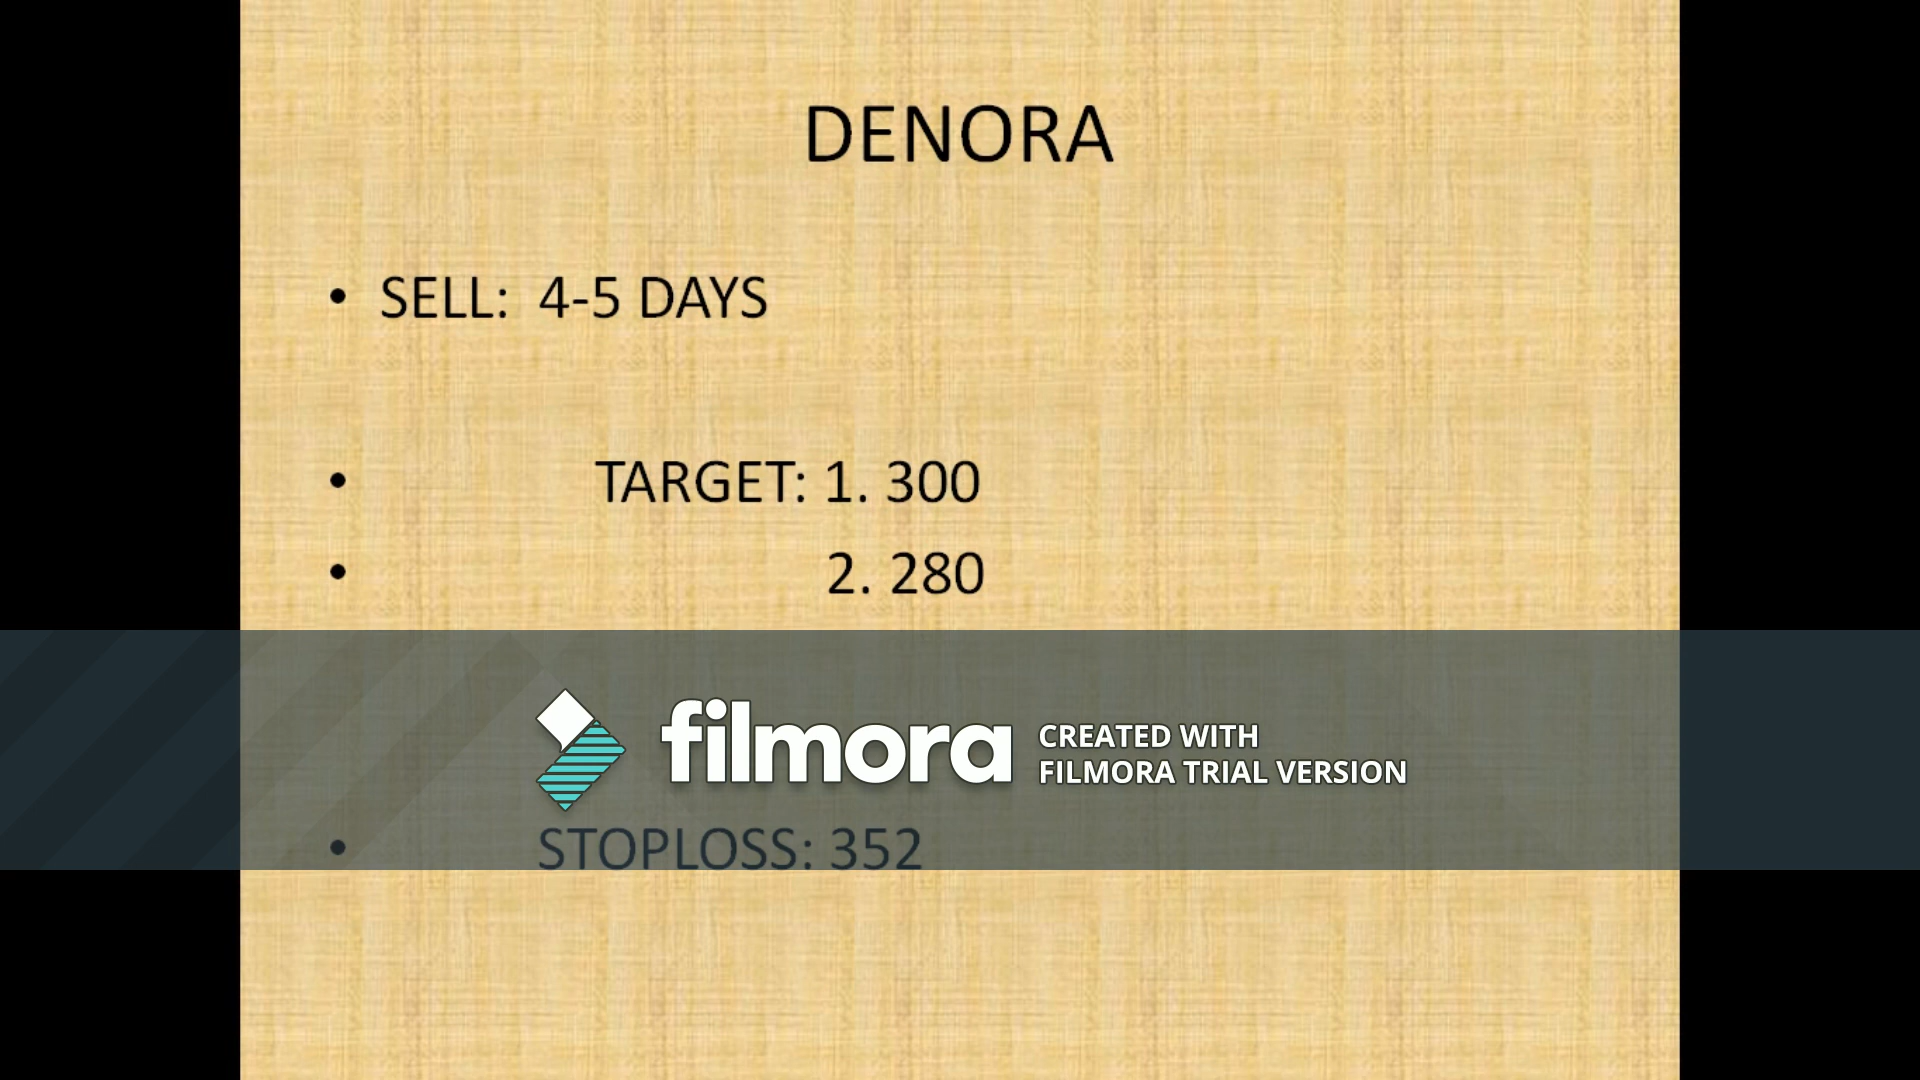 DENORA
• SELL: 4-5 DAYS
• TARGET: 1. 300
• 2. 280
filmora
CREATED WITH
FILMORA TRIAL VERSION
• STOPLOSS: 352